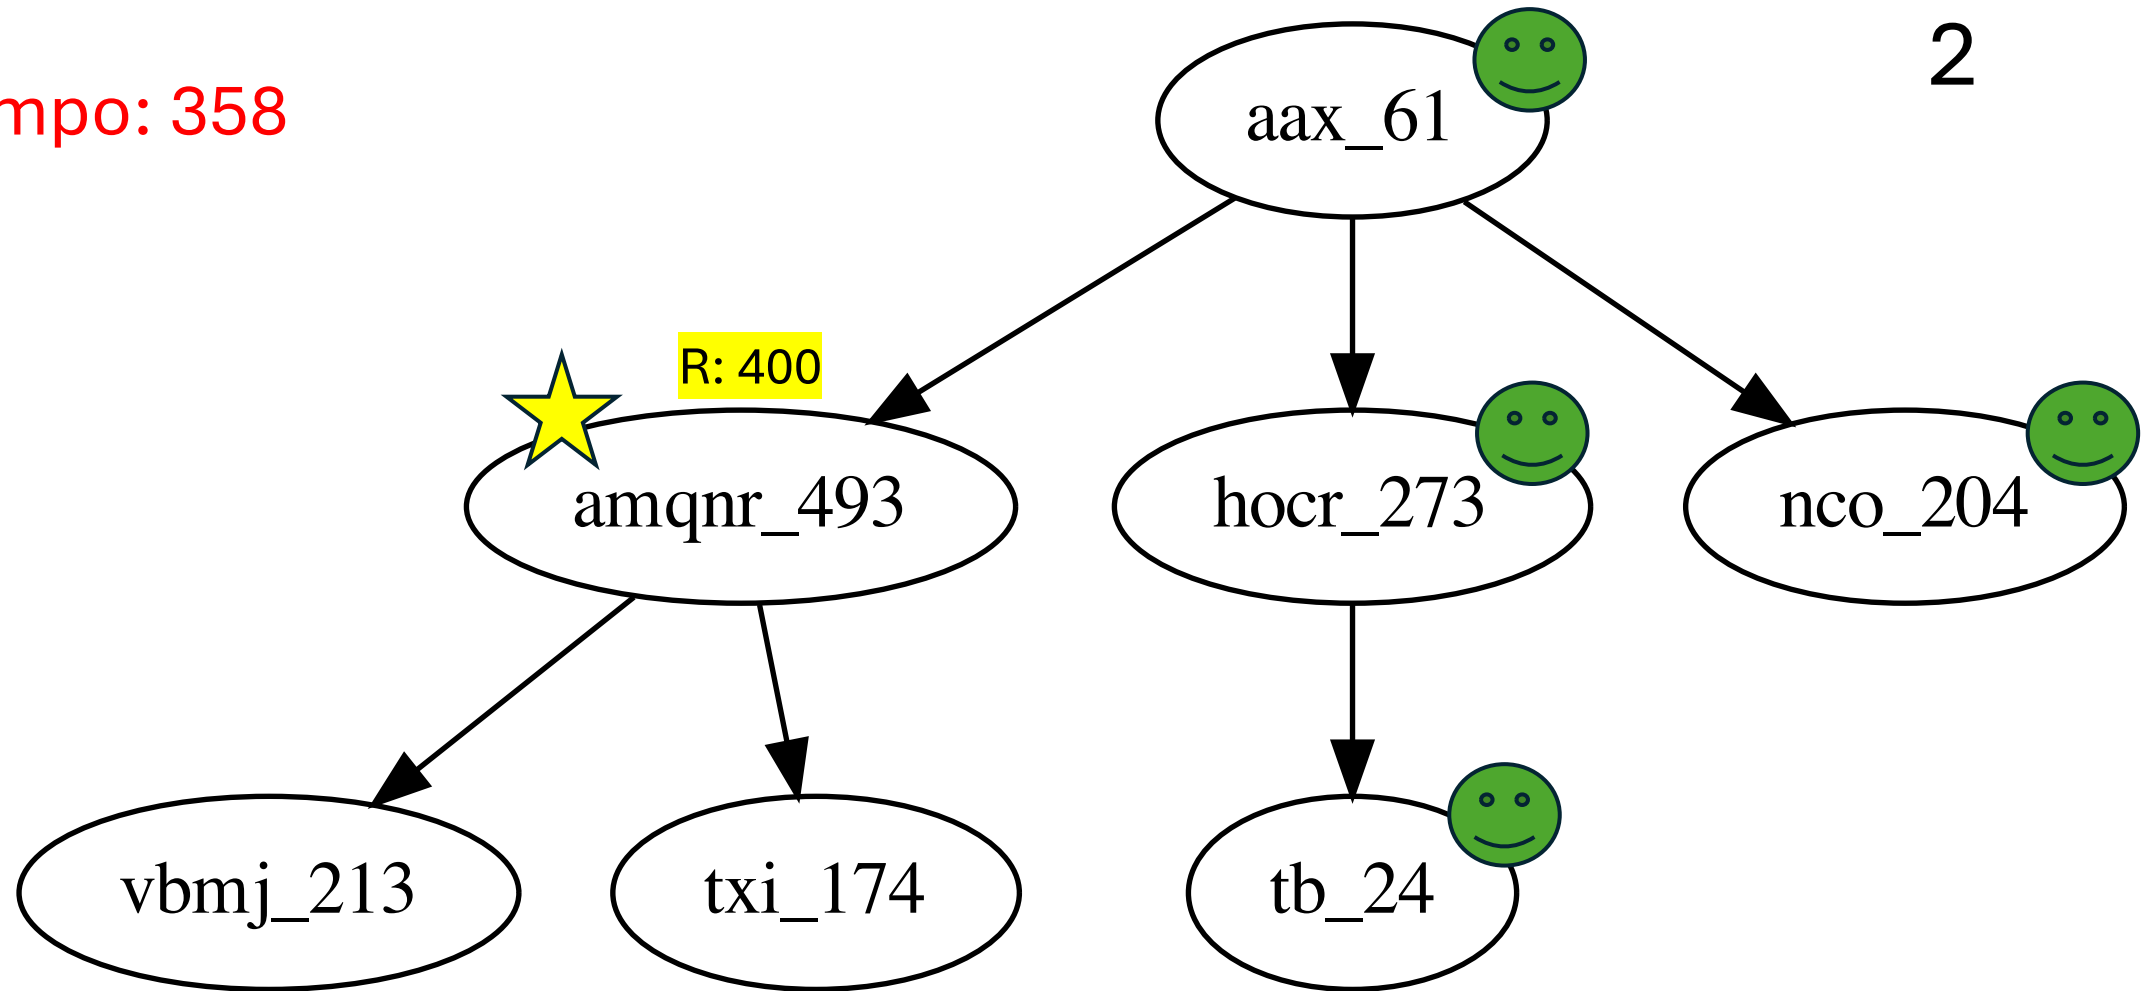 2
mpo: 358
aax_61
R: 400
amqnr_493
hocr_273
nco_204
vbmj_213
txi_174
tb_24